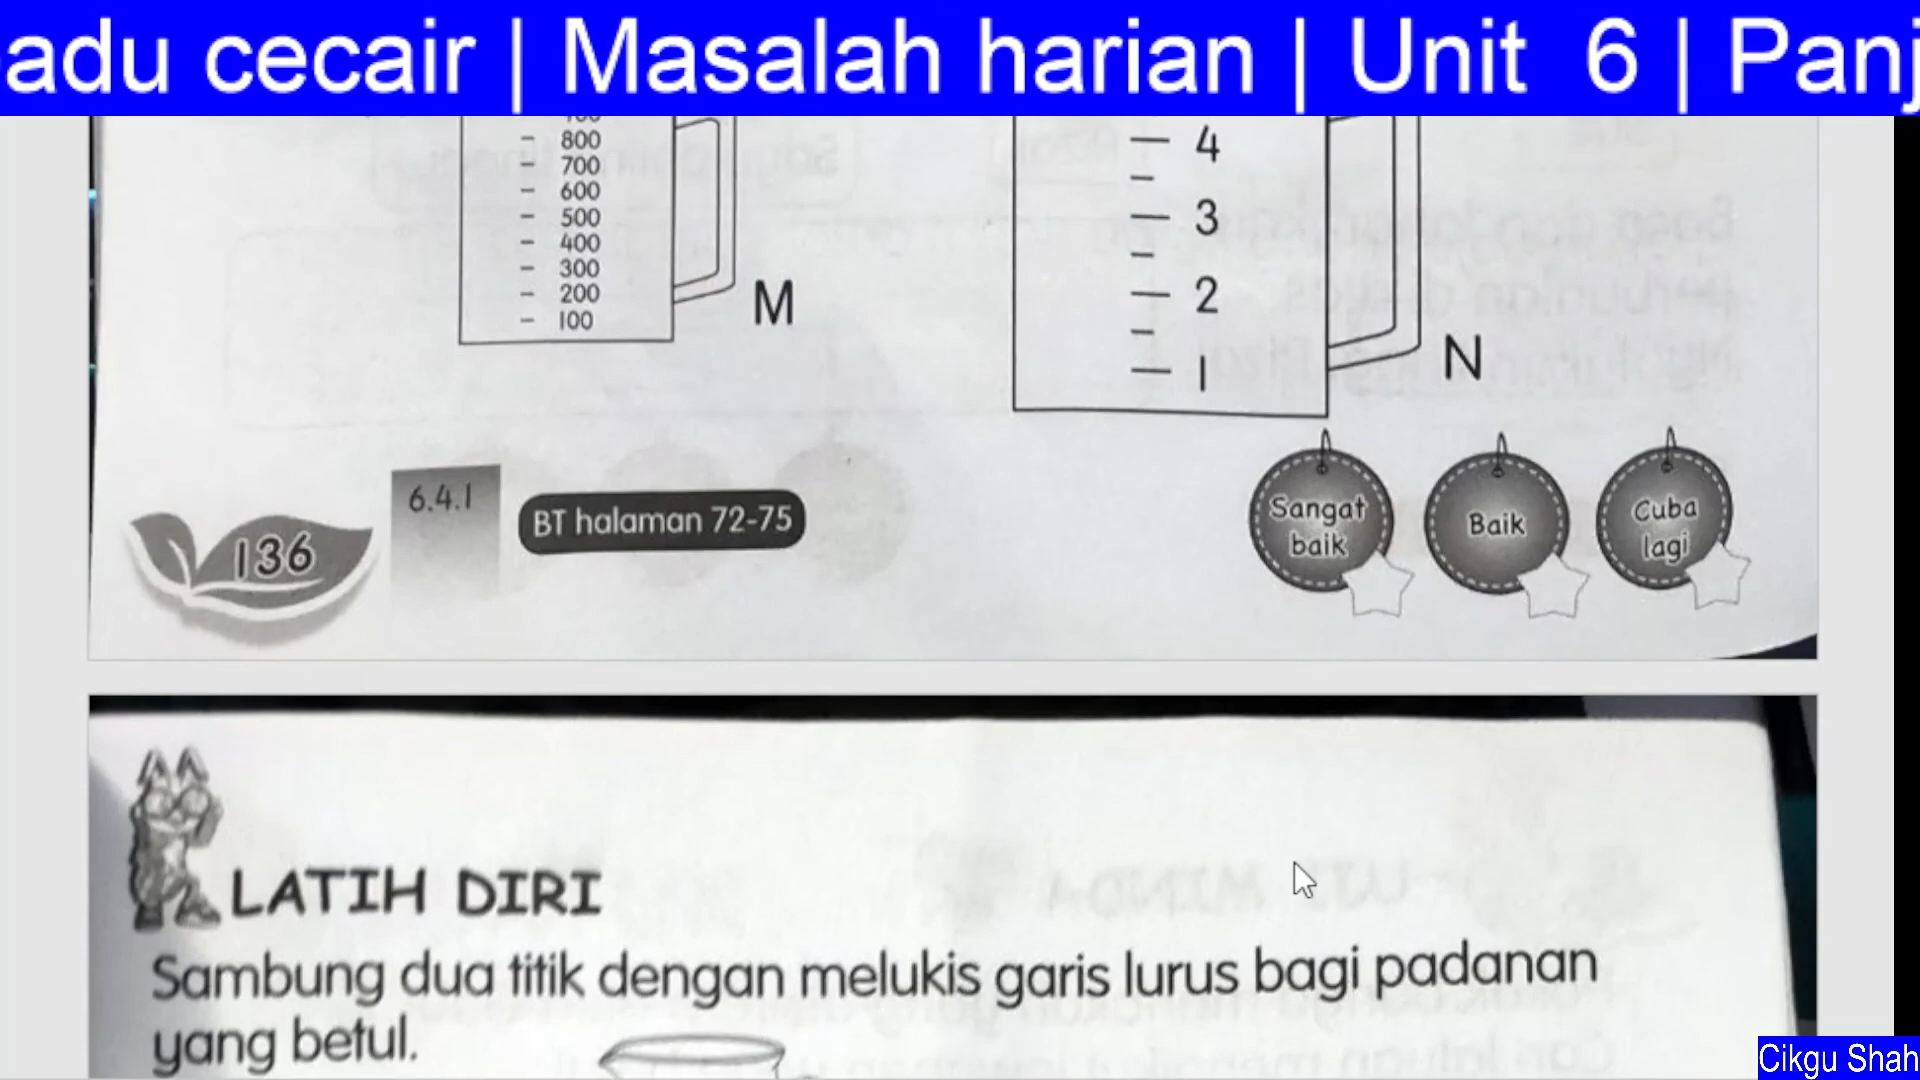 adu cecair | Masalah harian | Unit 6 | Panj
800
700
600
500
400
300
200
100
M
4
3
2
1
N
136
6.4.1
BT halaman 72-75
Sangat
baik
Baik
Cuba
lagi
LATIH DIRI
Sambung dua titik dengan melukis garis lurus bagi padanan
yang betul.
Cikgu Shah